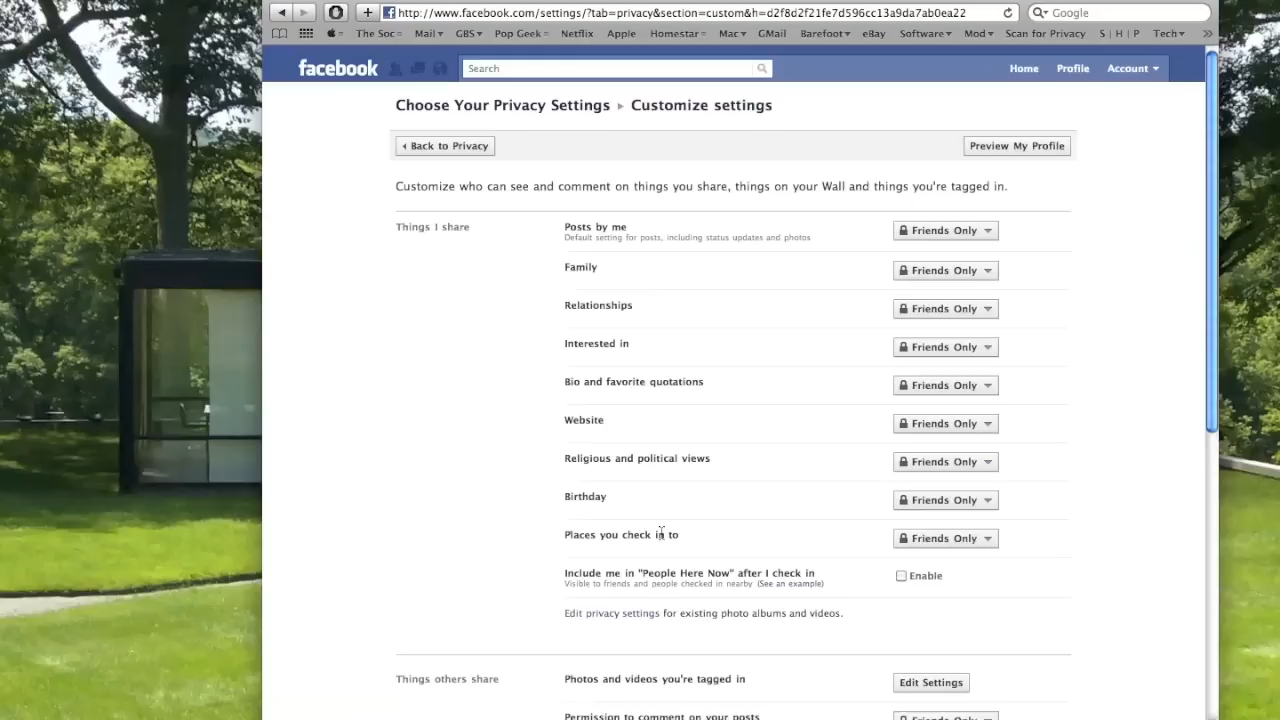 http://www.facebook.com/settings/?tab=privacy&section=custom&h=d2f8d2f21fe7d596cc13a9da7ab0ea22
Google
The Soc Mail GBS Pop Geek Netflix Apple Homestar Mac GMail Barefoot eBay Software Mod Scan for Privacy S | H | P Tech
facebook
Search
Home Profile Account
Choose Your Privacy Settings ▸ Customize settings
Back to Privacy
Preview My Profile
Customize who can see and comment on things you share, things on your Wall and things you're tagged in.
Things I share
Posts by me
Friends Only
Default setting for posts, including status updates and photos
Family
Friends Only
Relationships
Friends Only
Interested in
Friends Only
Bio and favorite quotations
Friends Only
Website
Friends Only
Religious and political views
Friends Only
Birthday
Friends Only
Places you check in to
Friends Only
Include me in "People Here Now" after I check in
Enable
Visible to friends and people checked in nearby (See an example)
Edit privacy settings for existing photo albums and videos.
Things others share
Photos and videos you're tagged in
Edit Settings
Permission to comment on your posts
Friends Only